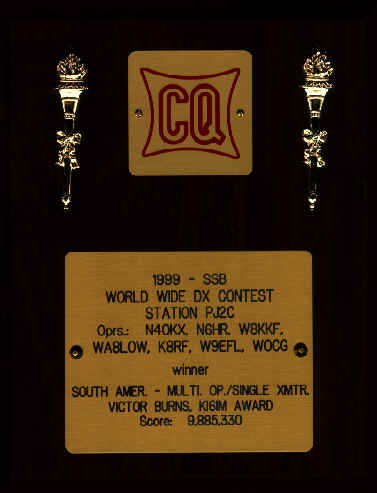 CQ
1999 - SSB
WORLD WIDE DX CONTEST
STATION PJ2C
Oprs.: N4OKX, N6HR, W8KKF,
WA8LOW, K8RF, W9EFL, WOCG
winner
SOUTH AMER. - MULTI. OP./SINGLE XMTR.
VICTOR BURNS, KI6IM AWARD
Score: 9,885,330